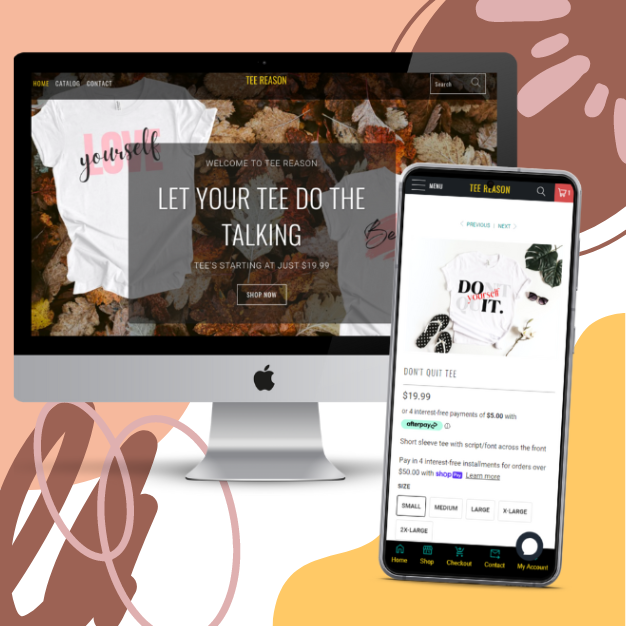 HOME CATALOG CONTACT
TEE REASON
Search
LOVE
yourself
WELCOME TO TEE REASON
LET YOUR TEE DO THE
TALKING
TEE'S STARTING AT JUST $19.99
SHOP NOW
Be
MENU
TEE REASON
1
PREVIOUS | NEXT
DON'T QUIT TEE
DO
yourself
QUIT.
$19.99
or 4 interest-free payments of $5.00 with
afterpay
Short sleeve tee with script/font across the front
Pay in 4 interest-free installments for orders over
$50.00 with shop Pay Learn more
SIZE
SMALL MEDIUM LARGE X-LARGE
2X-LARGE
Home Shop Checkout Contact My Account